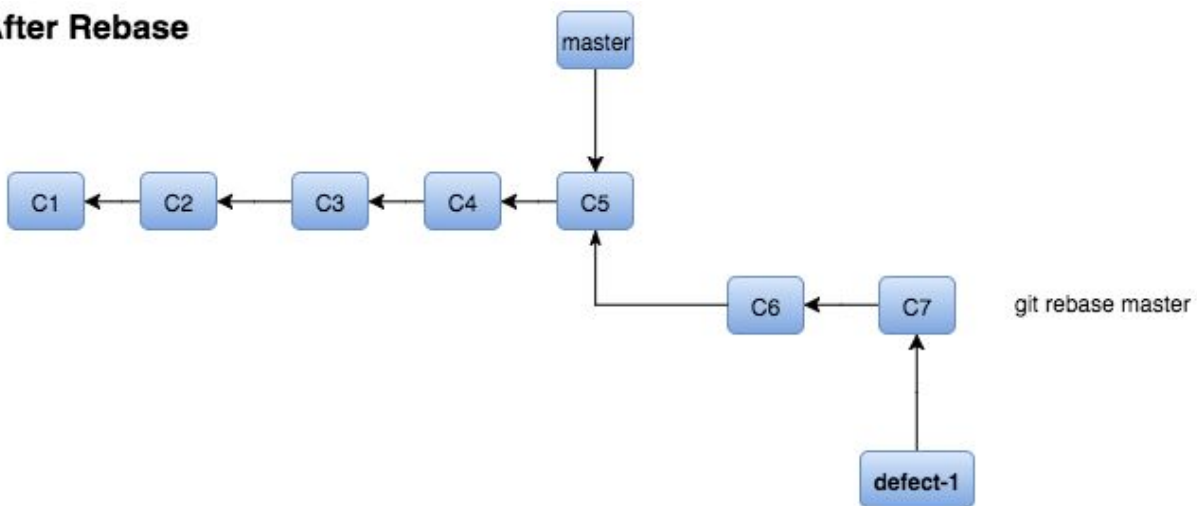 After Rebase
master
C1
C2
C3
C4
C5
C6
C7
git rebase master
defect-1